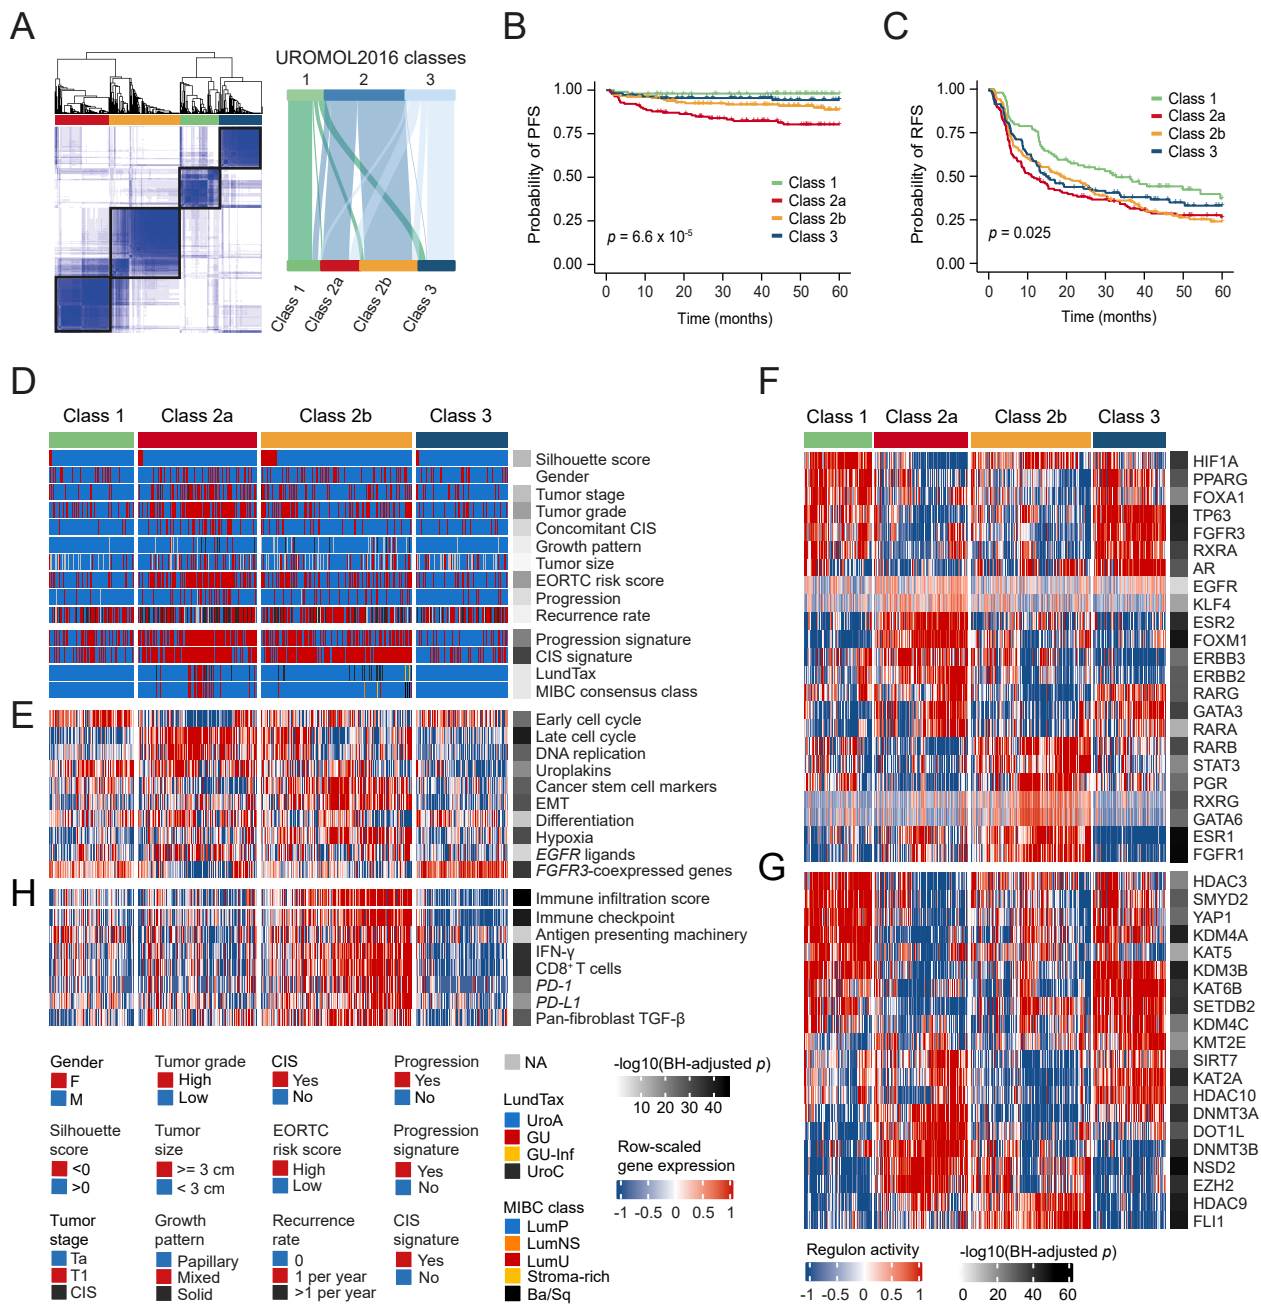 A
UROMOL2016 classes
1 2 3
Class 1
Class 2a
Class 2b
Class 3
B
Probability of PFS
1.00
0.75
0.50
0.25
0.00
Class 1
Class 2a
Class 2b
Class 3
p = 6.6 x 10-5
0 10 20 30 40 50 60
Time (months)
C
Probability of RFS
1.00
0.75
0.50
0.25
0.00
Class 1
Class 2a
Class 2b
Class 3
p = 0.025
0 10 20 30 40 50 60
Time (months)
D
Class 1 Class 2a Class 2b Class 3
Silhouette score
Gender
Tumor stage
Tumor grade
Concomitant CIS
Growth pattern
Tumor size
EORTC risk score
Progression
Recurrence rate
Progression signature
CIS signature
LundTax
MIBC consensus class
E
Early cell cycle
Late cell cycle
DNA replication
Uroplakins
Cancer stem cell markers
EMT
Differentiation
Hypoxia
EGFR ligands
FGFR3-coexpressed genes
H
Immune infiltration score
Immune checkpoint
Antigen presenting machinery
IFN-γ
CD8+ T cells
PD-1
PD-L1
Pan-fibroblast TGF-β
Gender
F
M
Tumor grade
High
Low
CIS
Yes
No
Progression
Yes
No
Silhouette
score
<0
>0
Tumor
size
>= 3 cm
< 3 cm
EORTC
risk score
High
Low
Progression
signature
Yes
No
Tumor
stage
Ta
T1
CIS
Growth
pattern
Papillary
Mixed
Solid
Recurrence
rate
0
1 per year
>1 per year
CIS
signature
Yes
No
NA
LundTax
UroA
GU
GU-Inf
UroC
MIBC class
LumP
LumNS
LumU
Stroma-rich
Ba/Sq
-log10(BH-adjusted p)
10 20 30 40
Row-scaled
gene expression
-1 -0.5 0 0.5 1
F
Class 1 Class 2a Class 2b Class 3
HIF1A
PPARG
FOXA1
TP63
FGFR3
RXRA
AR
EGFR
KLF4
ESR2
FOXM1
ERBB3
ERBB2
RARG
GATA3
RARA
RARB
STAT3
PGR
RXRG
GATA6
ESR1
FGFR1
G
HDAC3
SMYD2
YAP1
KDM4A
KAT5
KDM3B
KAT6B
SETDB2
KDM4C
KMT2E
SIRT7
KAT2A
HDAC10
DNMT3A
DOT1L
DNMT3B
NSD2
EZH2
HDAC9
FLI1
Regulon activity
-1 -0.5 0 0.5 1
-log10(BH-adjusted p)
0 20 40 60